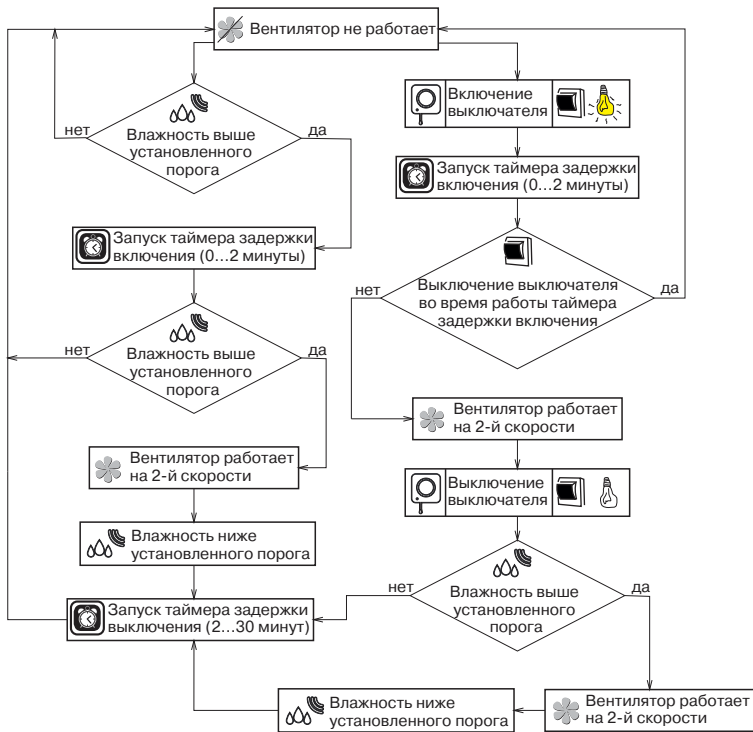 Вентилятор не работает
Влажность выше
установленного
порога
нет
да
Запуск таймера задержки
включения (0...2 минуты)
Влажность выше
установленного
порога
нет
да
Вентилятор работает
на 2-й скорости
Влажность ниже
установленного порога
Запуск таймера задержки
выключения (2...30 минут)
Включение
выключателя
Запуск таймера задержки
включения (0...2 минуты)
Выключение выключателя
во время работы таймера
задержки включения
нет
да
Вентилятор работает
на 2-й скорости
Выключение
выключателя
Влажность выше
установленного
порога
нет
да
Вентилятор работает
на 2-й скорости
Влажность ниже
установленного порога